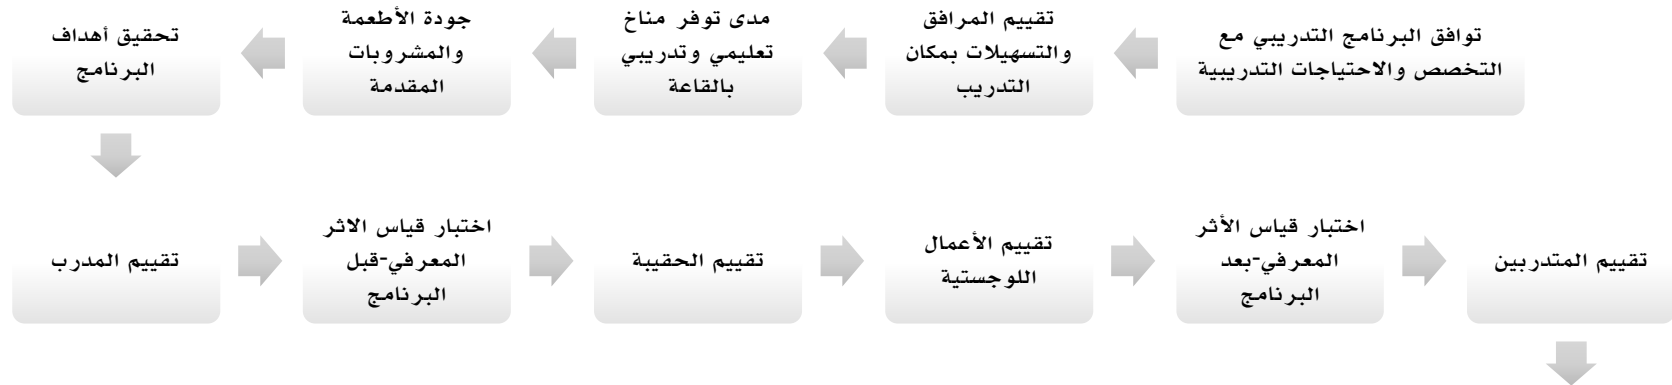 توافق البرنامج التدريبي مع
التخصص والاحتياجات التدريبية
تقييم المرافق
والتسهيلات بمكان
التدريب
مدى توفر مناخ
تعليمي وتدريبي
بالقاعة
جودة الأطعمة
والمشروبات
المقدمة
تحقيق أهداف
البرنامج
تقييم المدرب
اختبار قياس الاثر
المعرفي-قبل
البرنامج
تقييم الحقيبة
تقييم الأعمال
اللوجستية
اختبار قياس الأثر
المعرفي-بعد
البرنامج
تقييم المتدربين